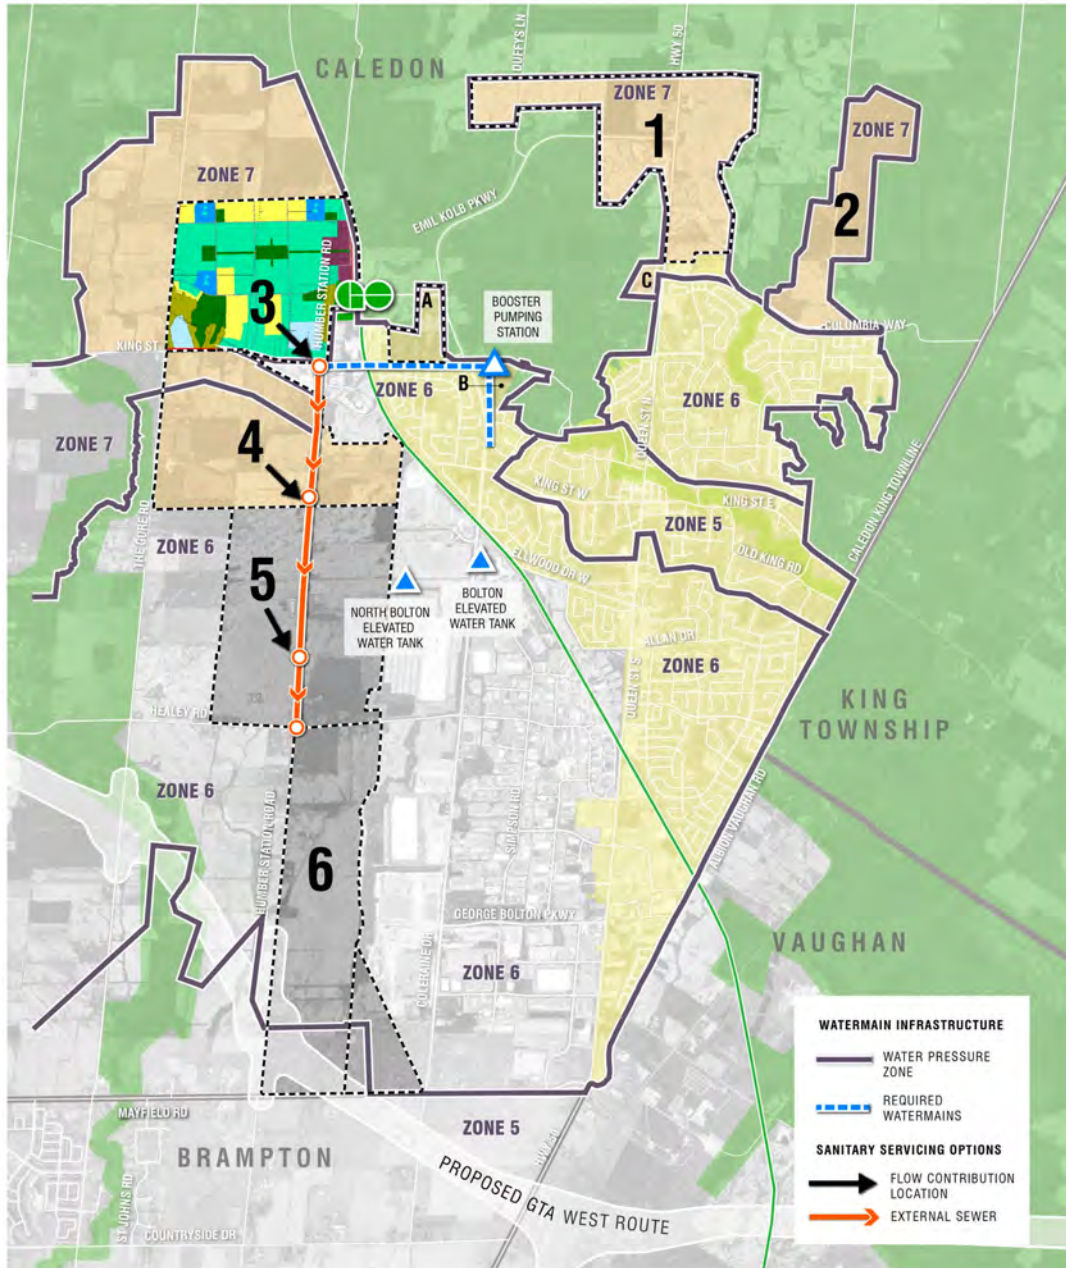 CALEDON
DUFFYS LN
HWY 50
ZONE 7
1
ZONE 7
2
ZONE 7
EMIL KOLB PKWY
HUMBER STATION RD
3
GO
A
C
BOOSTER
PUMPING
STATION
COLUMBIA WAY
KING ST
B
ZONE 6
ZONE 6
QUEEN ST N
ZONE 7
4
KING ST W
KING ST E
ZONE 5
OLD KING RD
CALEDON KING TOWNLINE
THE GORE RD
ZONE 6
5
ELLWOOD DR W
NORTH BOLTON
ELEVATED
WATER TANK
BOLTON
ELEVATED
WATER TANK
ALLAN DR
ZONE 6
QUEEN ST S
KING
TOWNSHIP
HEALEY RD
ZONE 6
SIMPSON RD
ALBION VAUGHAN RD
HUMBER STATION ROAD
6
GEORGE BOLTON PKWY
COLERAINE DR
ZONE 6
VAUGHAN
MAYFIELD RD
ZONE 5
HWY 50
BRAMPTON
PROPOSED GTA WEST ROUTE
ST JOHNS RD
COUNTRYSIDE DR
WATERMAIN INFRASTRUCTURE
WATER PRESSURE
ZONE
REQUIRED
WATERMAINS
SANITARY SERVICING OPTIONS
FLOW CONTRIBUTION
LOCATION
EXTERNAL SEWER